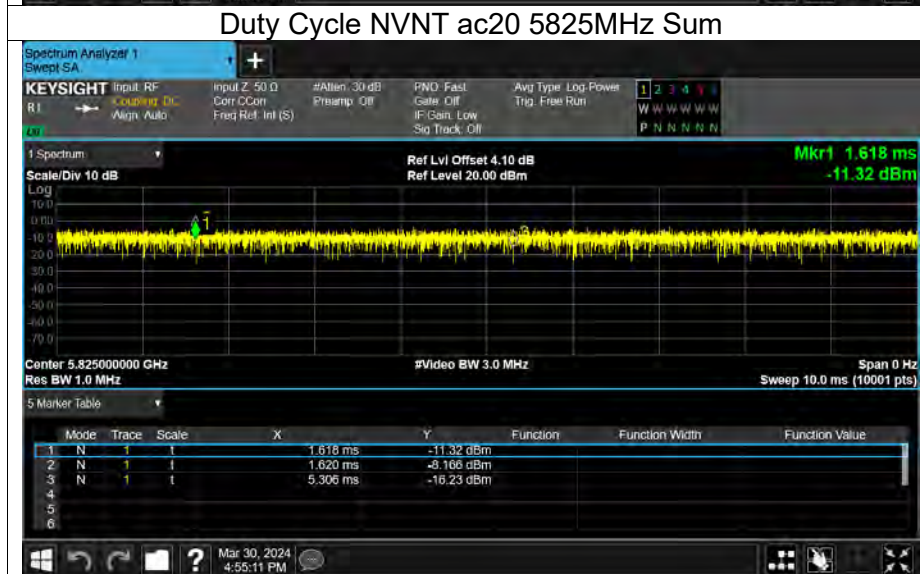 Duty Cycle NVNT ac20 5825MHz Sum
Spectrum Analyzer 1
Swept SA
+
KEYSIGHT Input: RF Input Z: 50 Ω #Atten: 30 dB PNO: Fast Avg Type: Log-Power 1 2 3 4 5 6
Coupling: DC Corr CCorr Preamp: Off Gate: Off Trig: Free Run W W W W W W
Align: Auto Freq Ref: Int (S) IF Gain: Low
Sig Track: Off P N N N N N
1 Spectrum
Scale/Div 10 dB
Ref Lvl Offset 4.10 dB
Ref Level 20.00 dBm
Mkr1 1.618 ms
-11.32 dBm
Log
10.0
0.00
-10.0
-20.0
-30.0
-40.0
-50.0
-60.0
-70.0
1
3
Center 5.825000000 GHz #Video BW 3.0 MHz Span 0 Hz
Res BW 1.0 MHz Sweep 10.0 ms (10001 pts)
5 Marker Table
Mode Trace Scale X Y Function Function Width Function Value
1 N 1 t 1.618 ms -11.32 dBm
2 N 1 t 1.620 ms -8.166 dBm
3 N 1 t 5.306 ms -16.23 dBm
4
5
6
?
Mar 30, 2024
4:55:11 PM